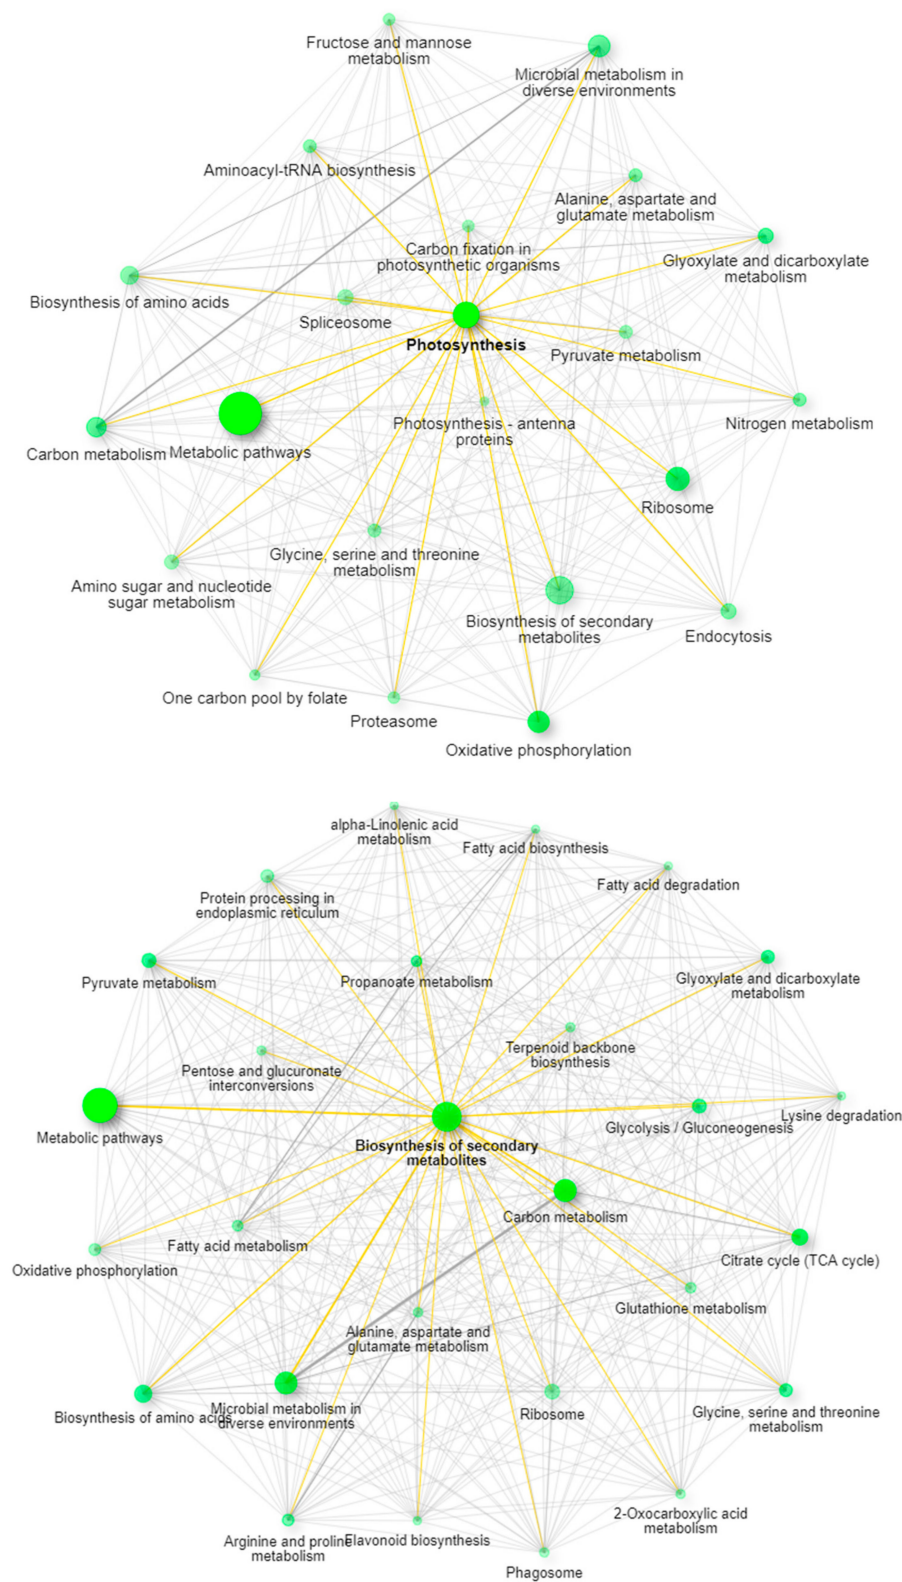 Fructose and mannose
metabolism
Microbial metabolism in
diverse environments
Aminoacyl-tRNA biosynthesis
Alanine, aspartate and
glutamate metabolism
Carbon fixation in
photosynthetic organisms
Glyoxylate and dicarboxylate
metabolism
Biosynthesis of amino acids
Spliceosome
Photosynthesis
Pyruvate metabolism
Photosynthesis - antenna
proteins
Nitrogen metabolism
Carbon metabolism
Metabolic pathways
Ribosome
Glycine, serine and threonine
metabolism
Amino sugar and nucleotide
sugar metabolism
Biosynthesis of secondary
metabolites
Endocytosis
One carbon pool by folate
Proteasome
Oxidative phosphorylation
alpha-Linolenic acid
metabolism
Fatty acid biosynthesis
Fatty acid degradation
Protein processing in
endoplasmic reticulum
Pyruvate metabolism
Propanoate metabolism
Glyoxylate and dicarboxylate
metabolism
Terpenoid backbone
biosynthesis
Pentose and glucuronate
interconversions
Metabolic pathways
Biosynthesis of secondary
metabolites
Glycolysis / Gluconeogenesis
Lysine degradation
Carbon metabolism
Fatty acid metabolism
Oxidative phosphorylation
Citrate cycle (TCA cycle)
Glutathione metabolism
Alanine, aspartate and
glutamate metabolism
Biosynthesis of amino acids
Microbial metabolism in
diverse environments
Ribosome
Glycine, serine and threonine
metabolism
2-Oxocarboxylic acid
metabolism
Arginine and proline
metabolism
Flavonoid biosynthesis
Phagosome